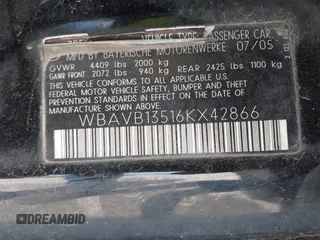 VEHICLE TYPE PASSENGER CAR
MFD BY BAYERISCHE MOTORENWERKE 07/05
GVWR 4409 lbs 2000 kg
GAWR FRONT 2072 lbs 940 kg REAR 2425 lbs 1100 kg
THIS VEHICLE CONFORMS TO ALL APPLICABLE FEDERAL
MOTOR VEHICLE SAFETY, BUMPER, AND THEFT PREVENTION
STANDARDS IN EFFECT ON THE DATE OF
MANUFACTURE SHOWN ABOVE
WBAVB13516KX42866
DREAMBID